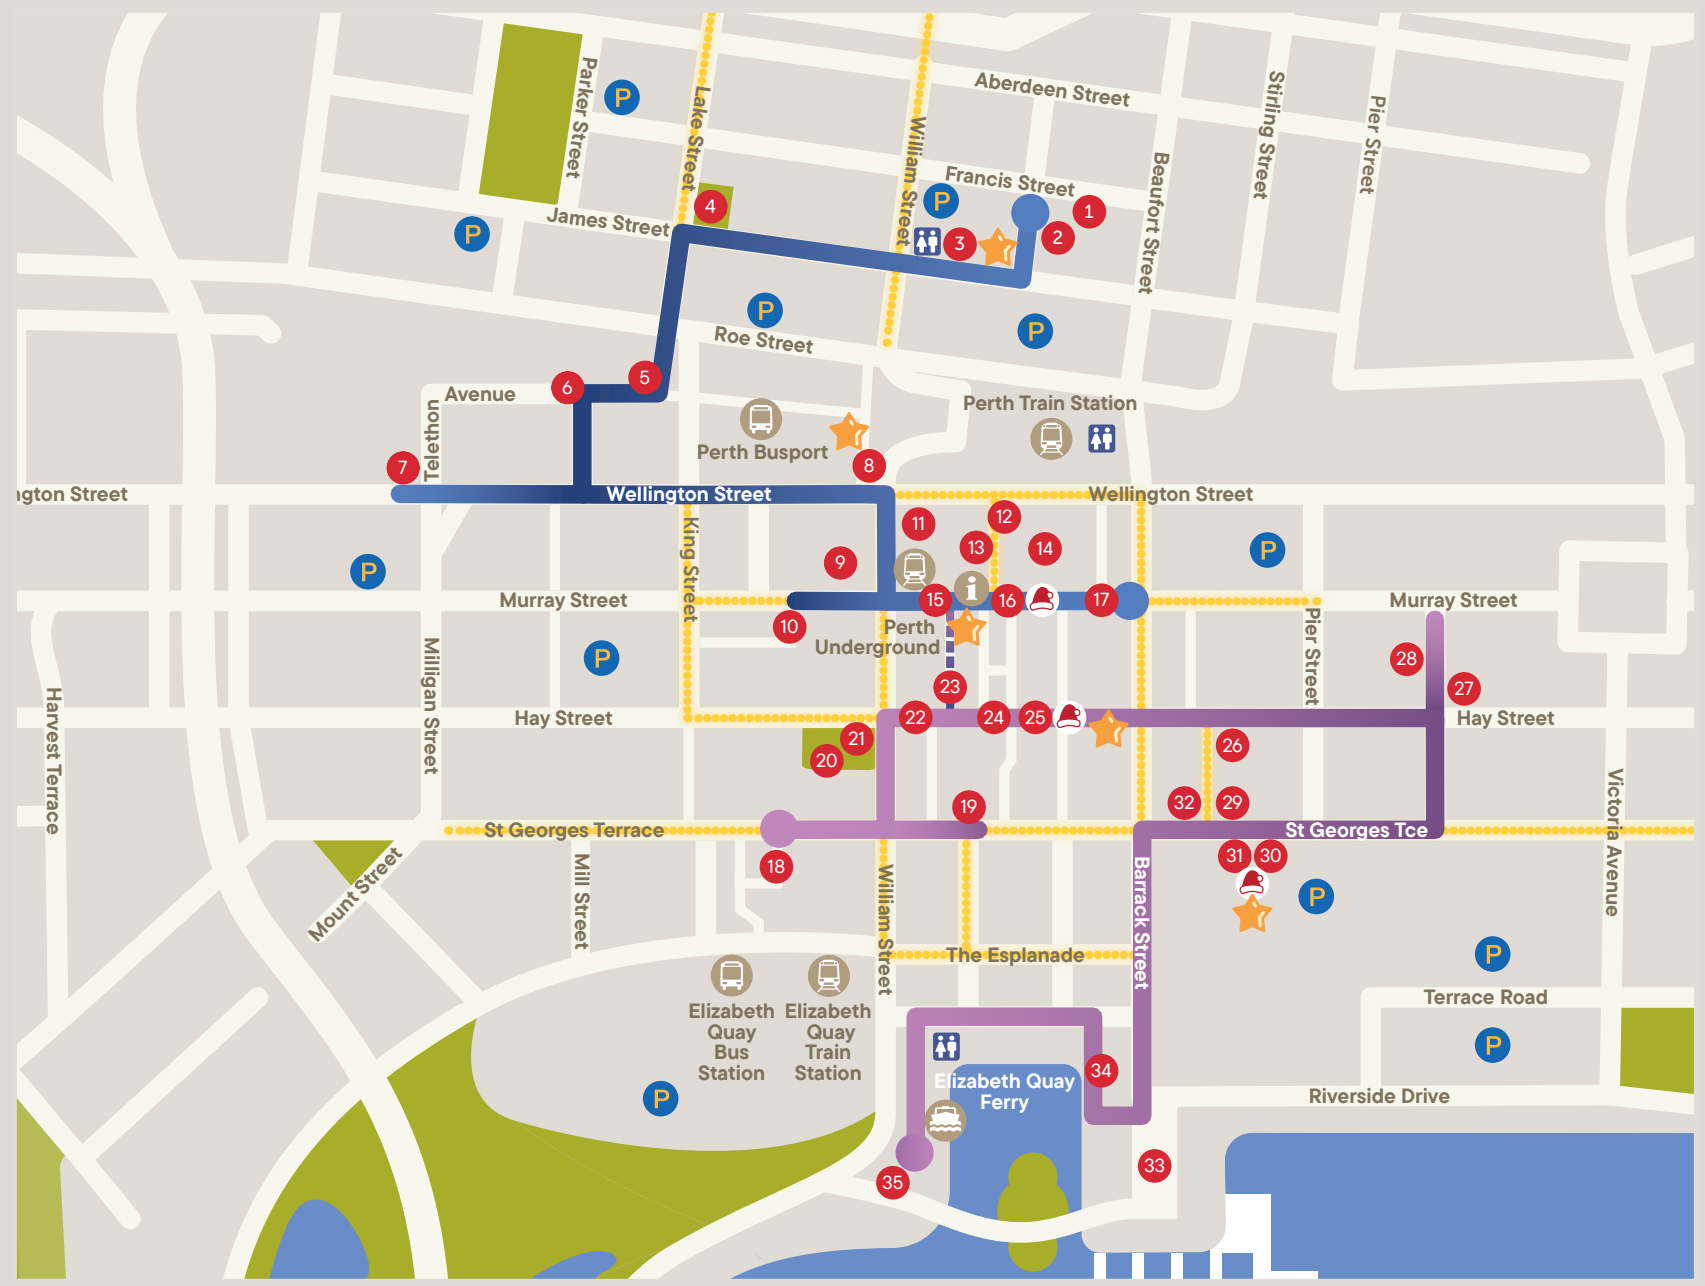 Aberdeen Street
Parker Street
P
Lake Street
William Street
Stirling Street
Pier Street
Beaufort Street
Francis Street
P
4
1
2
3
James Street
P
P
P
Roe Street
5
6
Avenue
Telethon
Perth Train Station
Perth Busport
7
8
ngton Street
Wellington Street
Wellington Street
King Street
11
12
13
14
9
P
P
i
Murray Street
15
16
17
Murray Street
10
Perth
Underground
Pier Street
P
28
27
23
Milligan Street
Harvest Terrace
Hay Street
22
24
25
Hay Street
21
20
26
Victoria Avenue
19
32
29
St Georges Terrace
St Georges Tce
18
31
30
Mount Street
Mill Street
William Street
Barrack Street
P
The Esplanade
P
Elizabeth
Quay
Bus
Station
Elizabeth
Quay
Train
Station
Terrace Road
P
P
34
Elizabeth Quay
Ferry
Riverside Drive
33
35